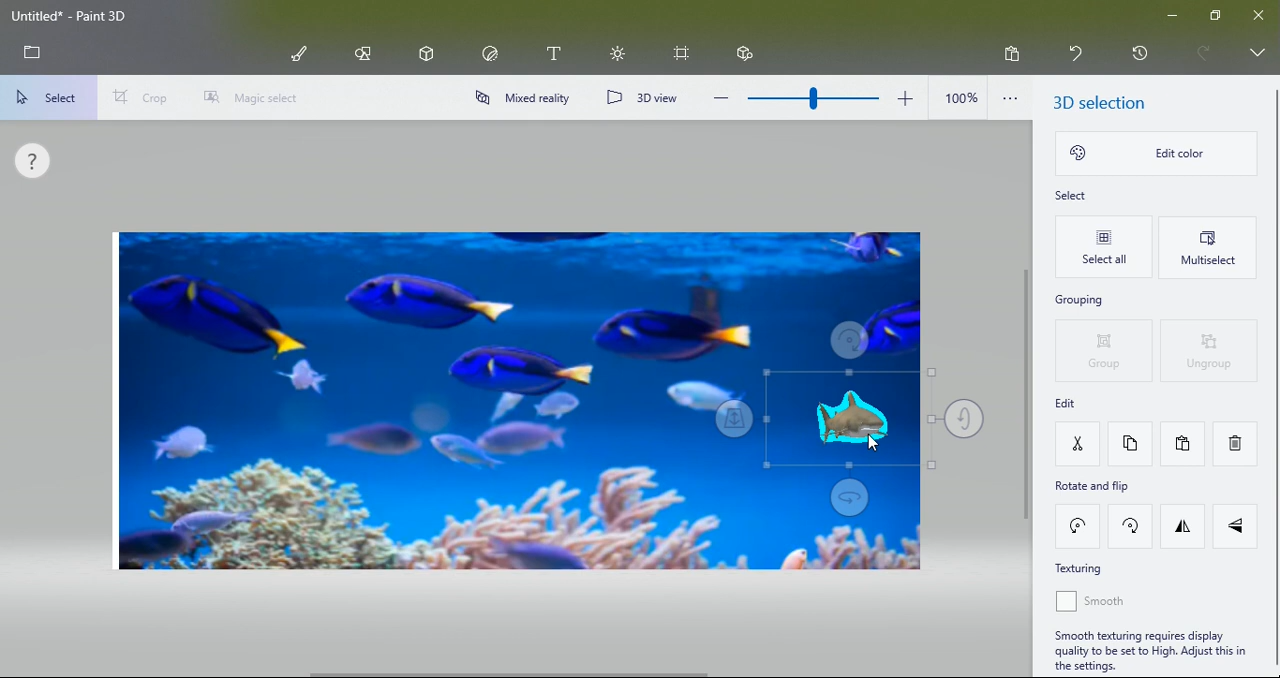 Untitled* - Paint 3D
Select
Crop
Magic select
Mixed reality
3D view
100%
3D selection
?
Edit color
Select
Select all
Multiselect
Grouping
Group
Ungroup
Edit
Rotate and flip
Texturing
Smooth
Smooth texturing requires display
quality to be set to High. Adjust this in
the settings.